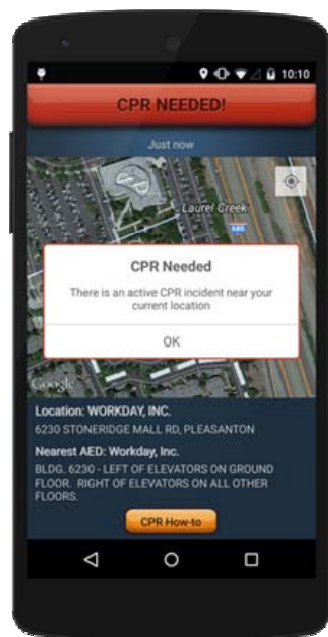 10:10
CPR NEEDED!
Just now
Laurel Creek
680
CPR Needed
There is an active CPR incident near your
current location
OK
Google
Location: WORKDAY, INC.
6230 STONERIDGE MALL RD, PLEASANTON
Nearest AED: Workday, Inc.
BLDG. 6230 - LEFT OF ELEVATORS ON GROUND
FLOOR. RIGHT OF ELEVATORS ON ALL OTHER
FLOORS.
CPR How-to